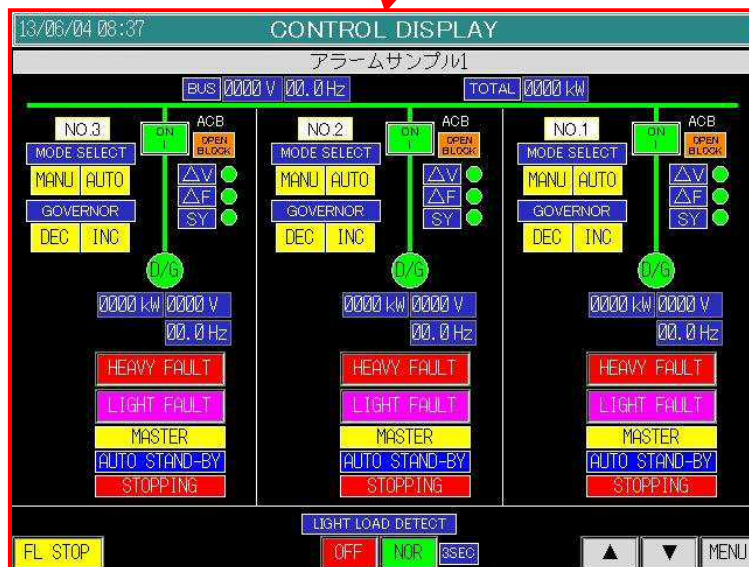 13/06/04 08:37 CONTROL DISPLAY
アラームサンプル1
BUS 0000 V 00.0 Hz TOTAL 0000 kW
NO.3 ON I ACB OPEN BLOCK
MODE SELECT
MANU AUTO △V
△F
GOVERNOR SY
DEC INC
D/G
0000 kW 0000 V
00.0 Hz
HEAVY FAULT
LIGHT FAULT
MASTER
AUTO STAND-BY
STOPPING
NO.2 ON I ACB OPEN BLOCK
MODE SELECT
MANU AUTO △V
△F
GOVERNOR SY
DEC INC
D/G
0000 kW 0000 V
00.0 Hz
HEAVY FAULT
LIGHT FAULT
MASTER
AUTO STAND-BY
STOPPING
NO.1 ON I ACB OPEN BLOCK
MODE SELECT
MANU AUTO △V
△F
GOVERNOR SY
DEC INC
D/G
0000 kW 0000 V
00.0 Hz
HEAVY FAULT
LIGHT FAULT
MASTER
AUTO STAND-BY
STOPPING
LIGHT LOAD DETECT
FL STOP OFF NOR 3SEC ▲ ▼ MENU